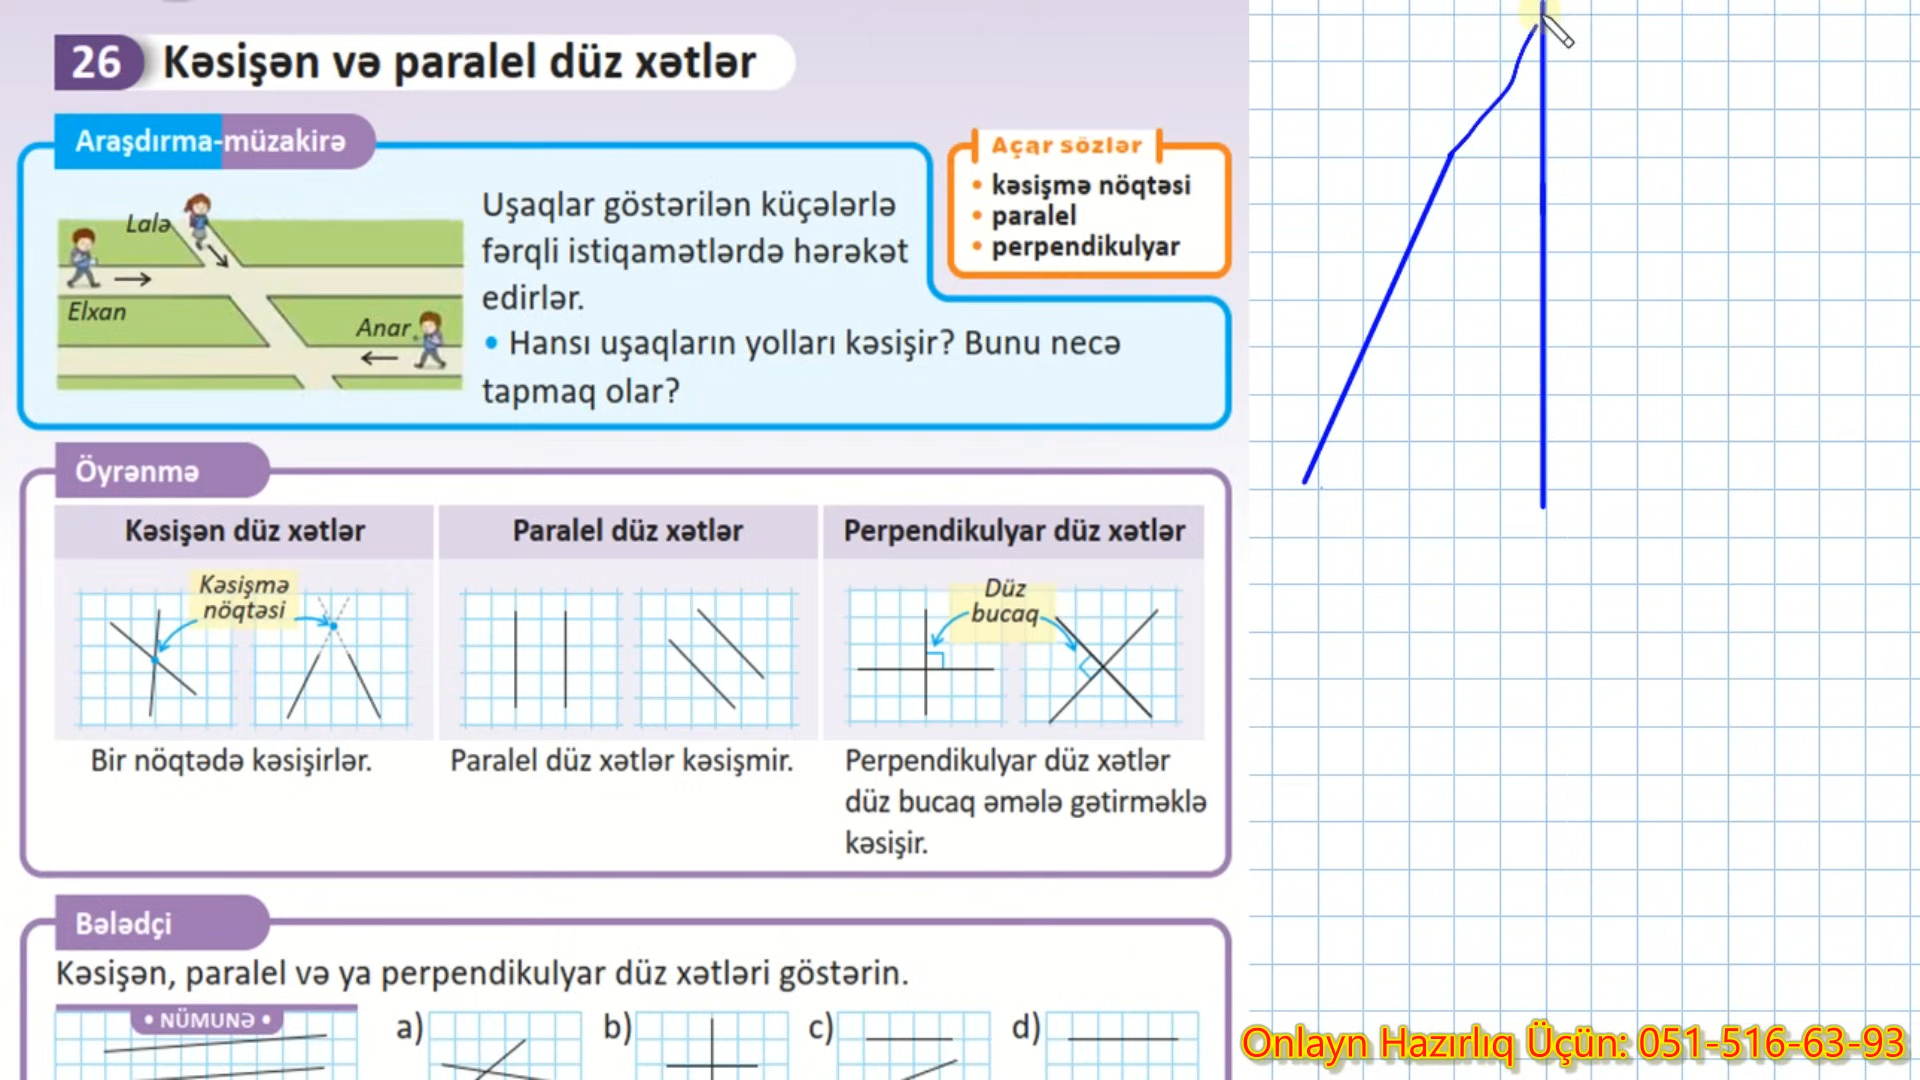 26 Kəsişən və paralel düz xətlər
Araşdırma-müzakirə
Lalə
Elxan
Anar
Uşaqlar göstərilən küçələrlə
fərqli istiqamətlərdə hərəkət
edirlər.
• Hansı uşaqların yolları kəsişir? Bunu necə
tapmaq olar?
Açar sözlər
• kəsişmə nöqtəsi
• paralel
• perpendikulyar
Öyrənmə
Kəsişən düz xətlər
Kəsişmə
nöqtəsi
Bir nöqtədə kəsişirlər.
Paralel düz xətlər
Paralel düz xətlər kəsişmir.
Perpendikulyar düz xətlər
Düz
bucaq
Perpendikulyar düz xətlər
düz bucaq əmələ gətirməklə
kəsişir.
Bələdçi
Kəsişən, paralel və ya perpendikulyar düz xətləri göstərin.
• NÜMUNƏ •
a)
b)
c)
d)
Onlayn Hazırlıq Üçün: 051-516-63-93